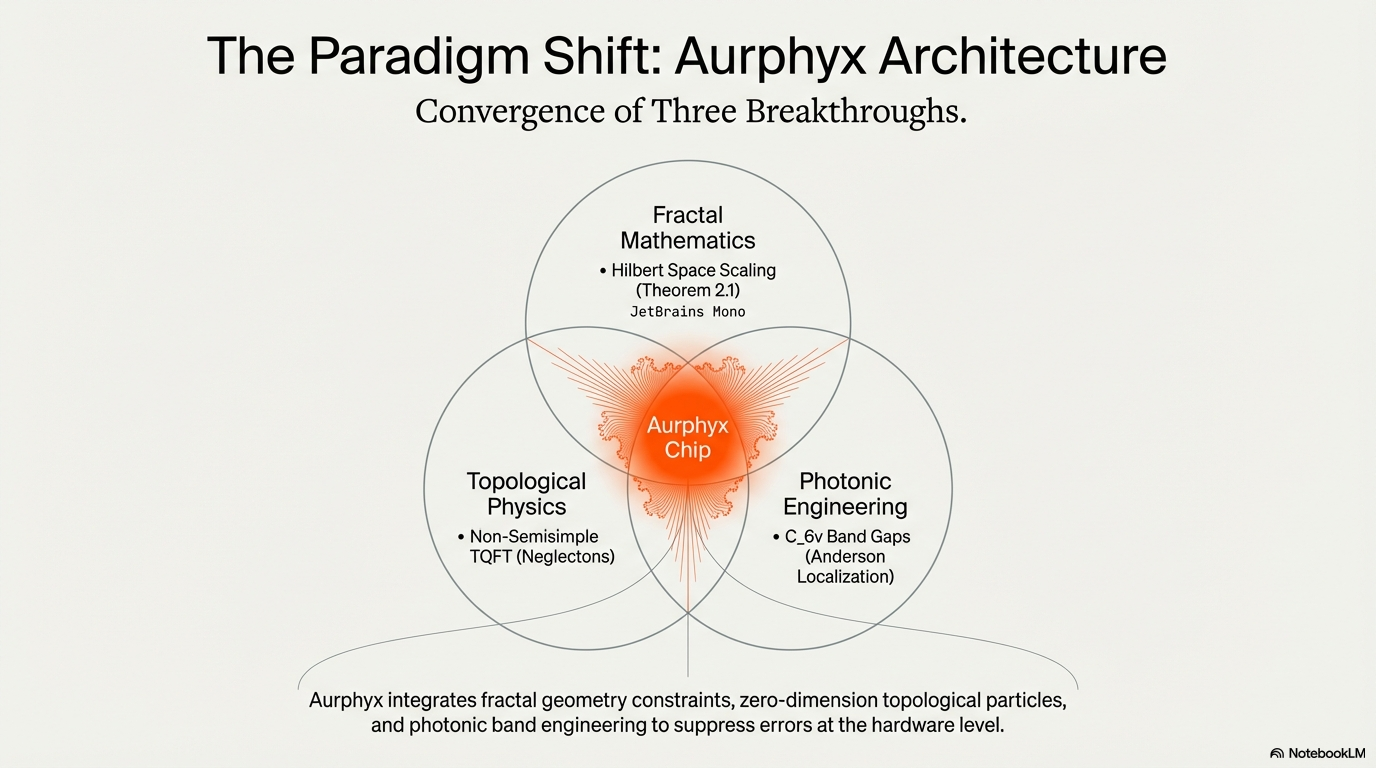 The Paradigm Shift: Aurphyx Architecture
Convergence of Three Breakthroughs.
Fractal
Mathematics
• Hilbert Space Scaling
(Theorem 2.1)
JetBrains Mono
Aurphyx
Chip
Topological
Physics
• Non-Semisimple
TQFT (Neglectons)
Photonic
Engineering
• C_6v Band Gaps
(Anderson
Localization)
Aurphyx integrates fractal geometry constraints, zero-dimension topological particles,
and photonic band engineering to suppress errors at the hardware level.
NotebookLM